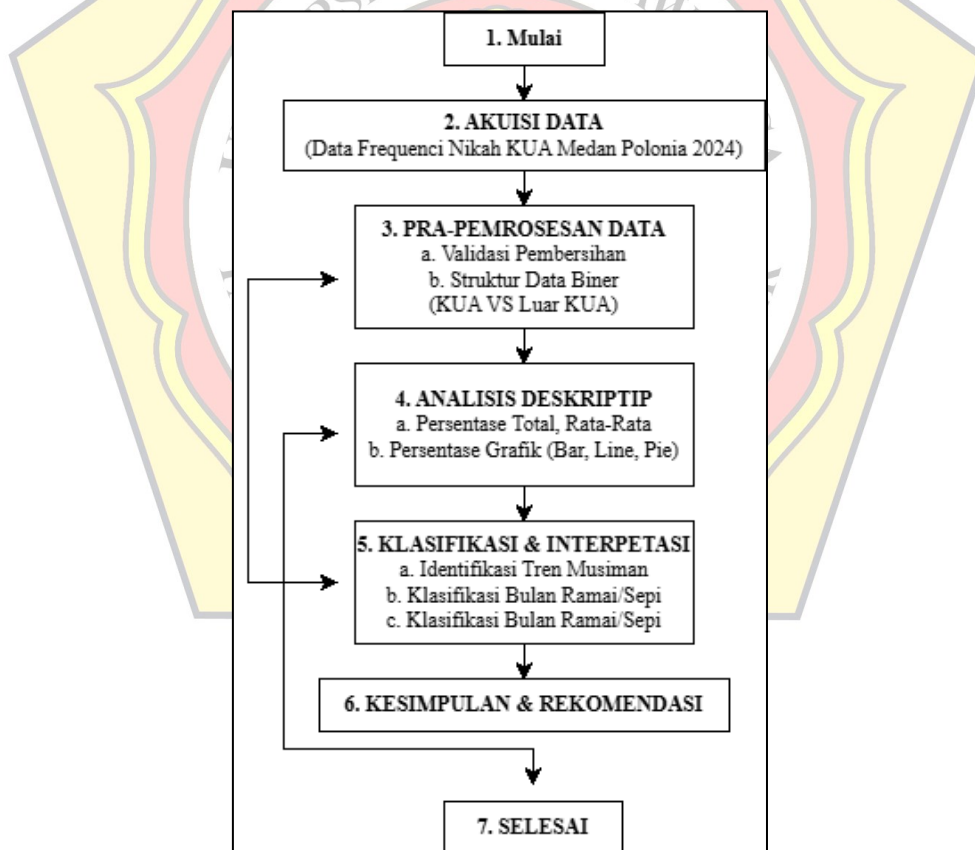 1. Mulai
2. AKUISI DATA
(Data Frequenci Nikah KUA Medan Polonia 2024)
3. PRA-PEMROSESAN DATA
a. Validasi Pembersihan
b. Struktur Data Biner
(KUA VS Luar KUA)
4. ANALISIS DESKRIPTIP
a. Persentase Total, Rata-Rata
b. Persentase Grafik (Bar, Line, Pie)
5. KLASIFIKASI & INTERPETASI
a. Identifikasi Tren Musiman
b. Klasifikasi Bulan Ramai/Sepi
c. Klasifikasi Bulan Ramai/Sepi
6. KESIMPULAN & REKOMENDASI
7. SELESAI